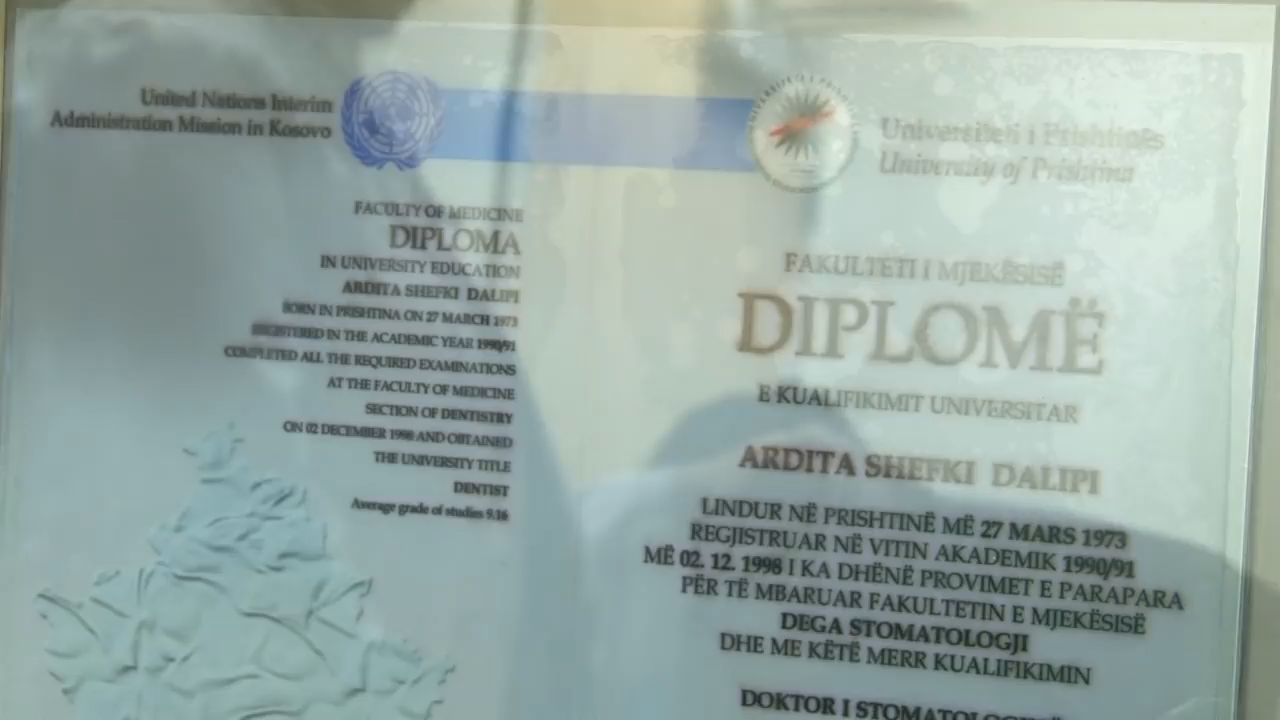 United Nations Interim
Administration Mission in Kosovo
FACULTY OF MEDICINE
DIPLOMA
IN UNIVERSITY EDUCATION
ARDITA SHEFKI DALIPI
BORN IN PRISHTINA ON 27 MARCH 1973
REGISTERED IN THE ACADEMIC YEAR 1990/91
COMPLETED ALL THE REQUIRED EXAMINATIONS
AT THE FACULTY OF MEDICINE
SECTION OF DENTISTRY
ON 02 DECEMBER 1998 AND OBTAINED
THE UNIVERSITY TITLE
DENTIST
Average grade of studies 9.16
Universiteti i Prishtinës
University of Prishtina
FAKULTETI I MJEKËSISË
DIPLOMË
E KUALIFIKIMIT UNIVERSITAR
ARDITA SHEFKI DALIPI
LINDUR NË PRISHTINË MË 27 MARS 1973
REGJISTRUAR NË VITIN AKADEMIK 1990/91
MË 02. 12. 1998 I KA DHËNË PROVIMET E PARAPARA
PËR TË MBARUAR FAKULTETIN E MJEKËSISË
DEGA STOMATOLOGJI
DHE ME KËTË MERR KUALIFIKIMIN
DOKTOR I